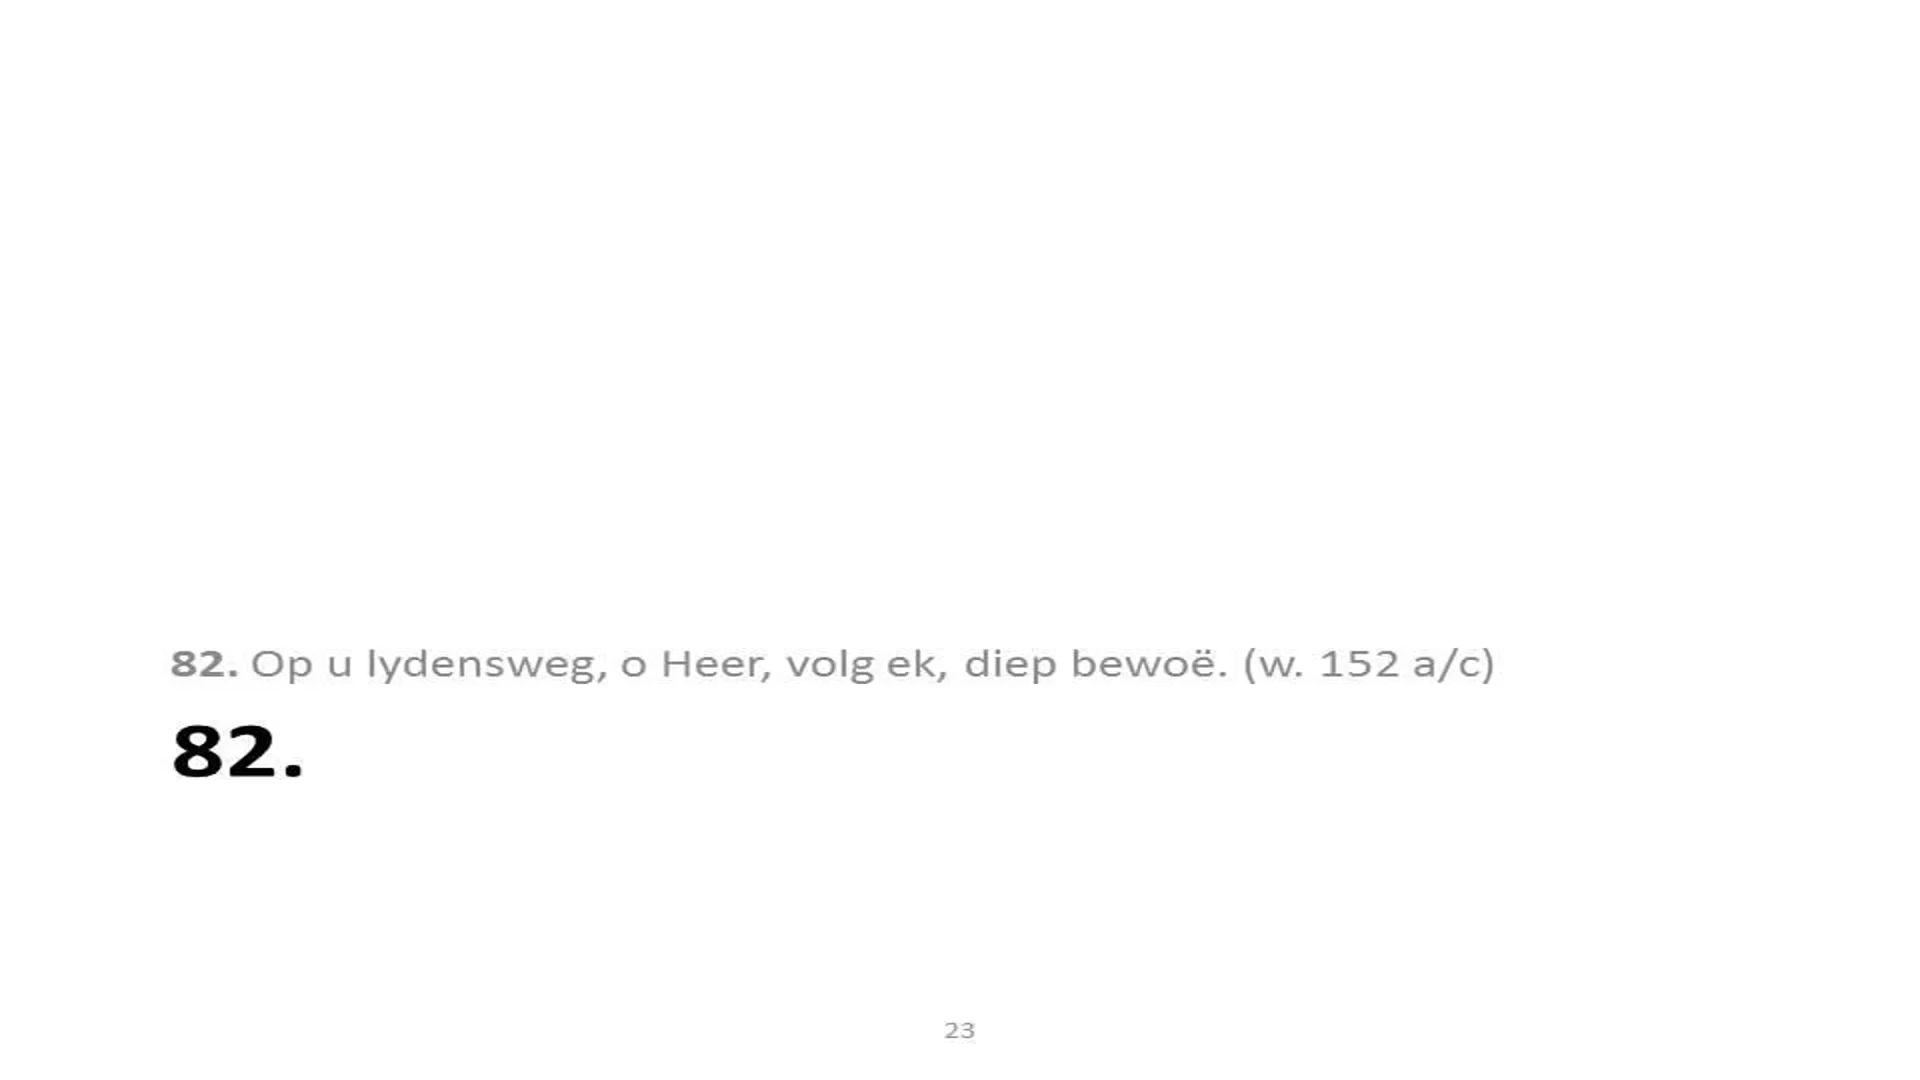 82. Op u lydensweg, o Heer, volg ek, diep bewoë. (w. 152 a/c)
82.
23